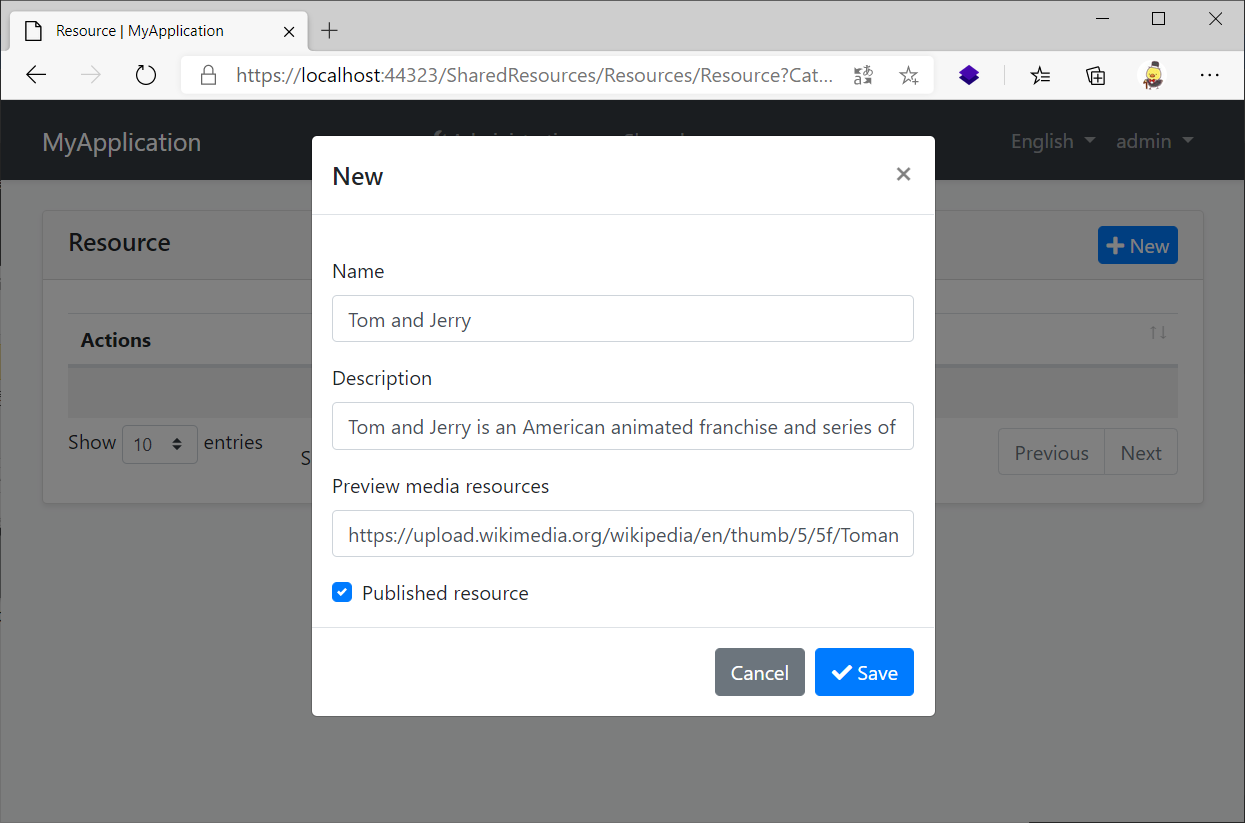 Resource | MyApplication
https://localhost:44323/SharedResources/Resources/Resource?Cat...
MyApplication
English
admin
New
Resource
New
Name
Tom and Jerry
Actions
Description
Tom and Jerry is an American animated franchise and series of
Show 10 entries
Previous
Next
Preview media resources
https://upload.wikimedia.org/wikipedia/en/thumb/5/5f/Toman
Published resource
Cancel
Save